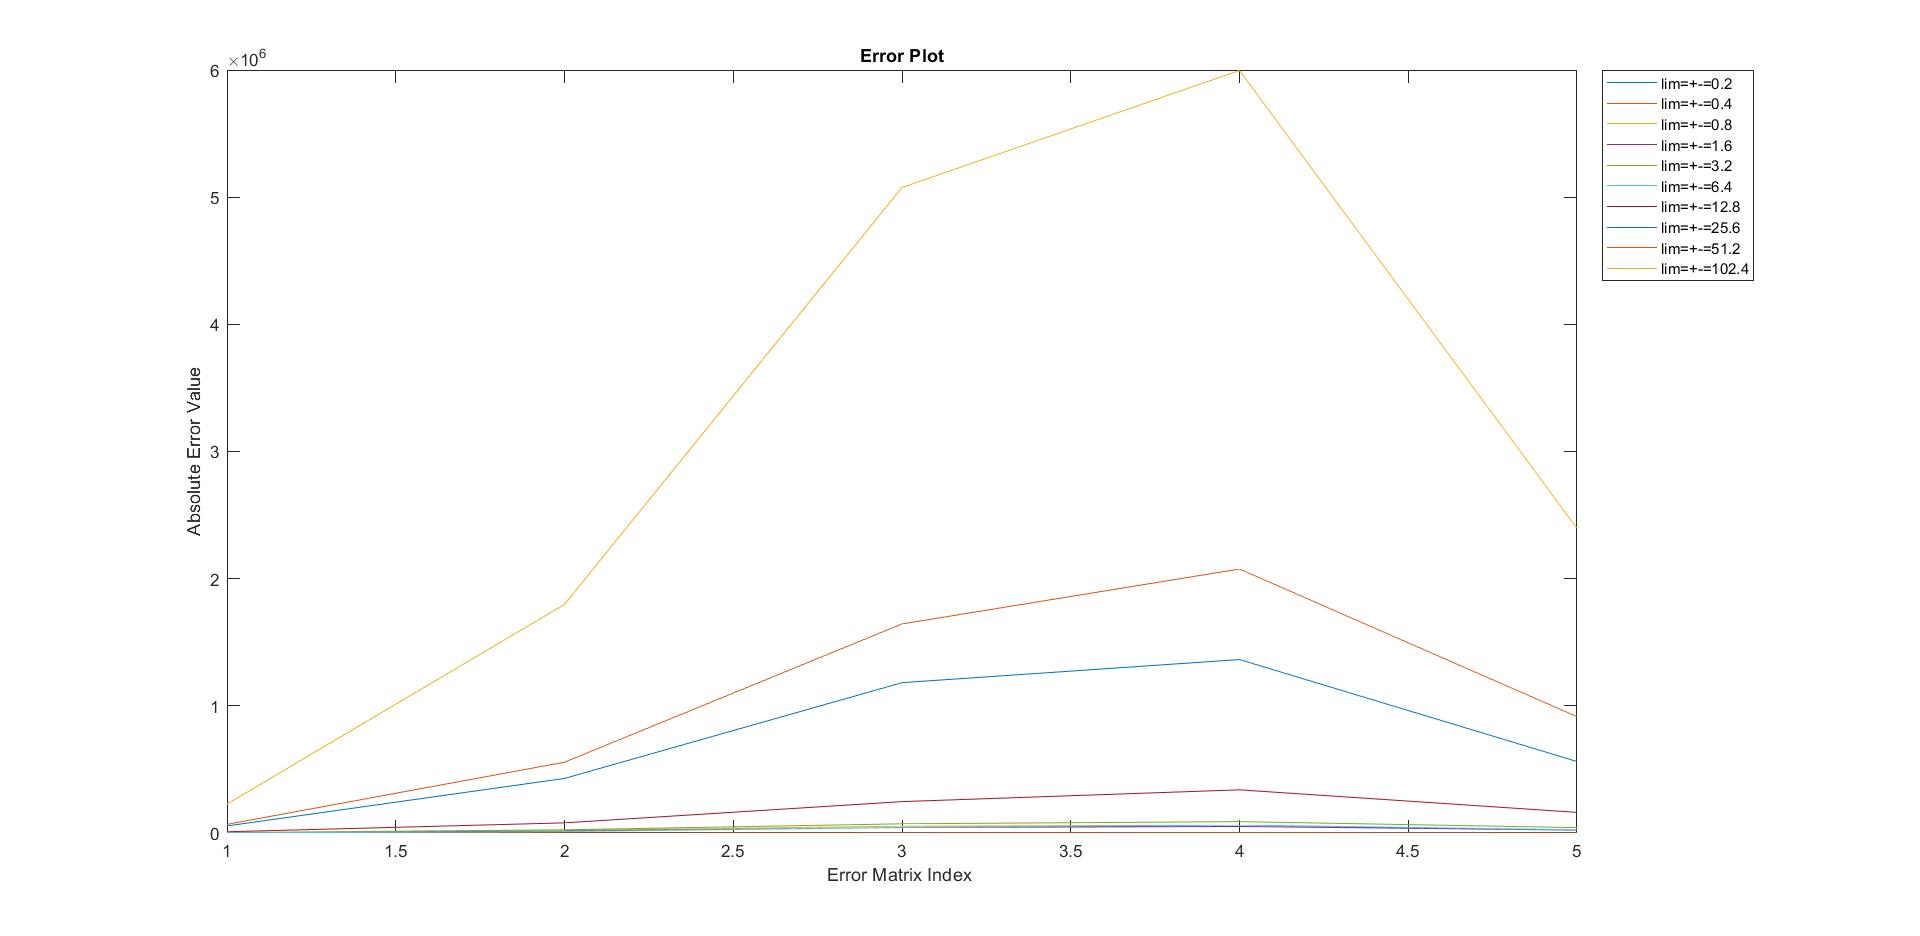 Error Plot
×10^6
6
5
4
3
2
1
0
1 1.5 2 2.5 3 3.5 4 4.5 5
Error Matrix Index
Absolute Error Value
lim=+-=0.2
lim=+-=0.4
lim=+-=0.8
lim=+-=1.6
lim=+-=3.2
lim=+-=6.4
lim=+-=12.8
lim=+-=25.6
lim=+-=51.2
lim=+-=102.4